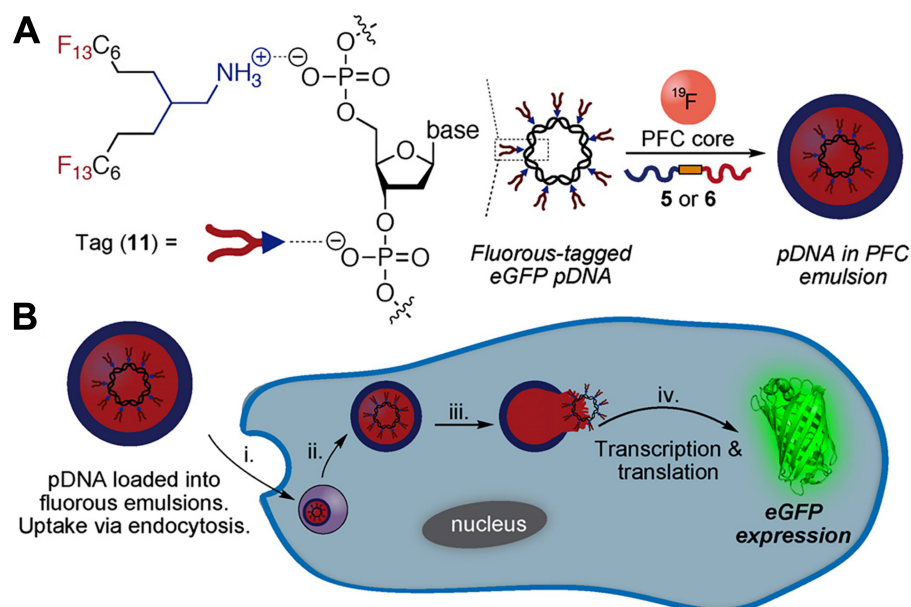 A
F13C6
F13C6
NH3
+
−
O
O−P=O
O
base
O
O
O−P=O
−
O
Tag (11) =
19F
PFC core
5 or 6
Fluorous-tagged
eGFP pDNA
pDNA in PFC
emulsion
B
pDNA loaded into
fluorous emulsions.
Uptake via endocytosis.
i.
ii.
iii.
iv.
Transcription &
translation
nucleus
eGFP
expression